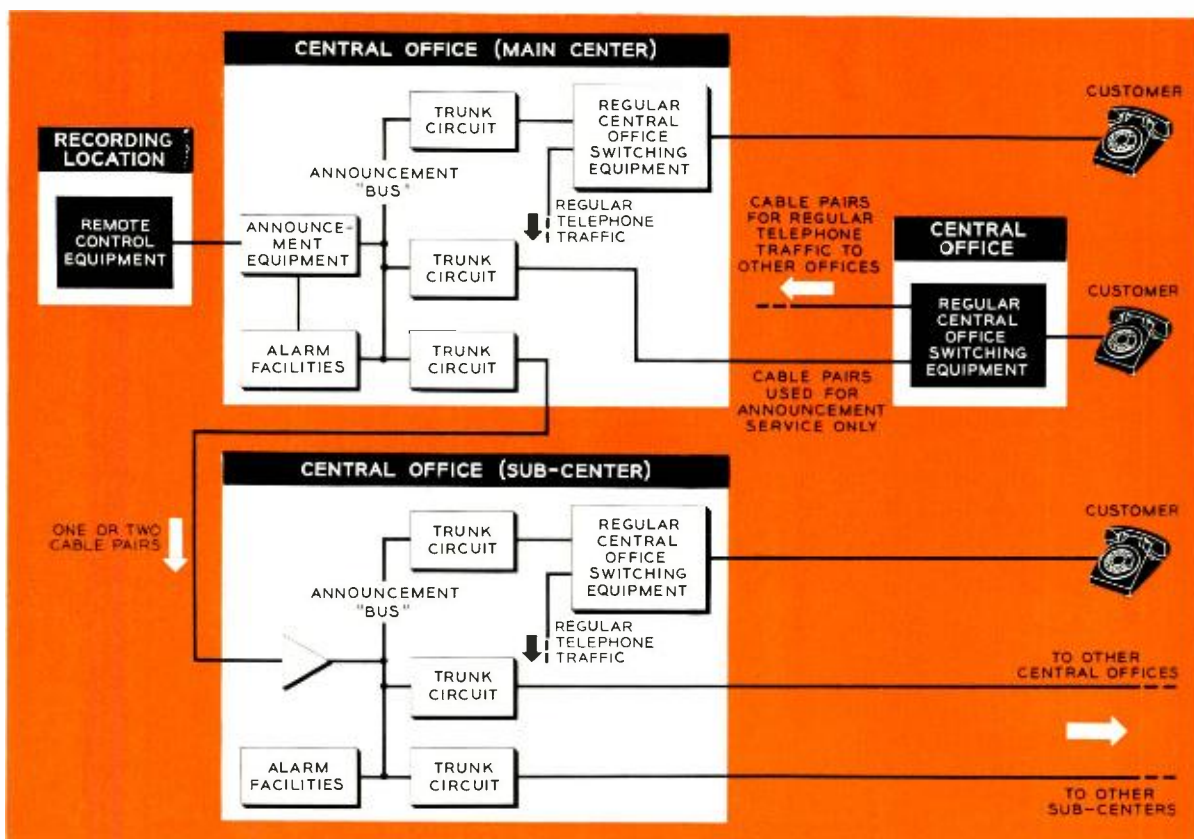 CENTRAL OFFICE (MAIN CENTER)
RECORDING
LOCATION
REMOTE
CONTROL
EQUIPMENT
ANNOUNCE-
MENT
EQUIPMENT
ALARM
FACILITIES
ANNOUNCEMENT
"BUS"
TRUNK
CIRCUIT
TRUNK
CIRCUIT
TRUNK
CIRCUIT
REGULAR
CENTRAL
OFFICE
SWITCHING
EQUIPMENT
REGULAR
TELEPHONE
TRAFFIC
CUSTOMER
CABLE PAIRS
FOR REGULAR
TELEPHONE
TRAFFIC TO
OTHER OFFICES
CENTRAL
OFFICE
REGULAR
CENTRAL
OFFICE
SWITCHING
EQUIPMENT
CUSTOMER
CABLE PAIRS
USED FOR
ANNOUNCEMENT
SERVICE ONLY
CENTRAL OFFICE (SUB-CENTER)
ONE OR TWO
CABLE PAIRS
ANNOUNCEMENT
"BUS"
TRUNK
CIRCUIT
REGULAR
CENTRAL
OFFICE
SWITCHING
EQUIPMENT
CUSTOMER
REGULAR
TELEPHONE
TRAFFIC
TRUNK
CIRCUIT
TO OTHER
CENTRAL OFFICES
ALARM
FACILITIES
TRUNK
CIRCUIT
TO OTHER
SUB-CENTERS